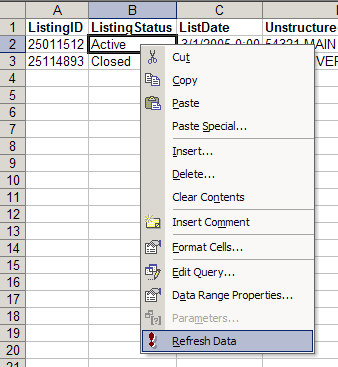 A B C
1 ListingID ListingStatus ListDate Unstructure
2 25011512 Active 3/1/2005 0:00 54321 MAIN
3 25114893 Closed VER
4
5
6
7
8
9
10
11
12
13
14
15
16
17
18
19
20
21
Cut
Copy
Paste
Paste Special...
Insert...
Delete...
Clear Contents
Insert Comment
Format Cells...
Edit Query...
Data Range Properties...
Parameters...
Refresh Data